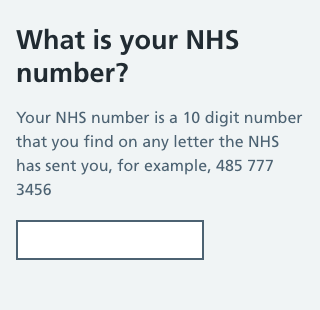 What is your NHS
number?
Your NHS number is a 10 digit number
that you find on any letter the NHS
has sent you, for example, 485 777
3456